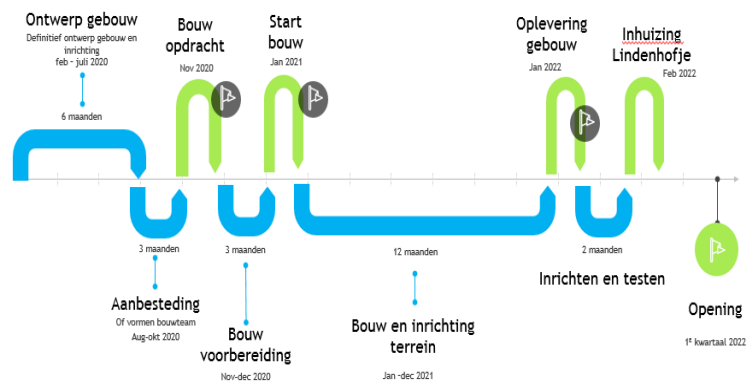 Ontwerp gebouw
Definitief ontwerp gebouw en
inrichting
feb - juli 2020
6 maanden
Bouw
opdracht
Nov 2020
Start
bouw
Jan 2021
Oplevering
gebouw
Jan 2022
Inhuizing
Lindenhofje
Feb 2022
3 maanden
Aanbesteding
Of vormen bouwteam
Aug-okt 2020
3 maanden
Bouw
voorbereiding
Nov-dec 2020
12 maanden
Bouw en inrichting
terrein
Jan -dec 2021
2 maanden
Inrichten en testen
Opening
1e kwartaal 2022